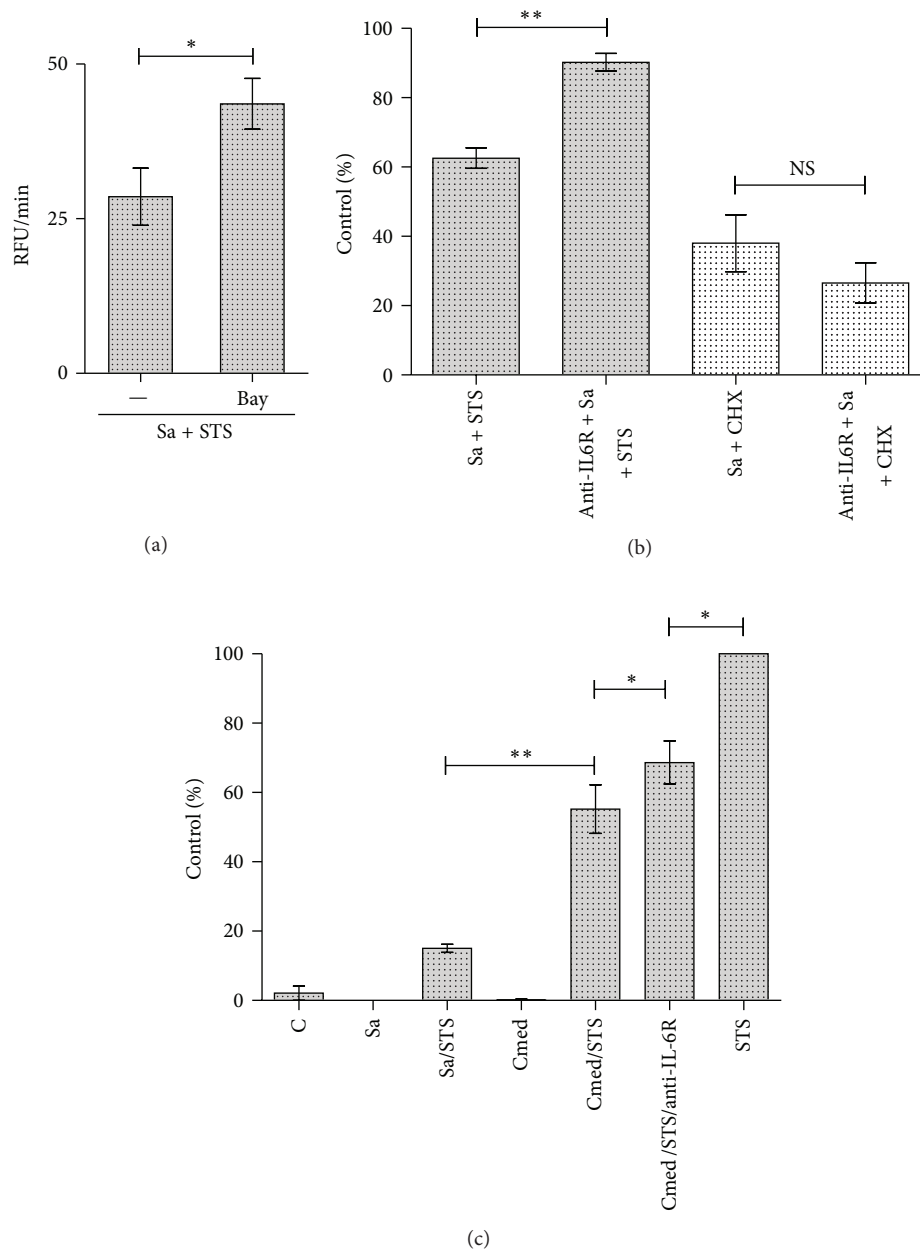 *
50
25
0
RFU/min
—
Bay
Sa + STS
(a)
**
NS
100
80
60
40
20
0
Control (%)
Sa + STS
Anti-IL6R + Sa
+ STS
Sa + CHX
Anti-IL6R + Sa
+ CHX
(b)
*
*
**
100
80
60
40
20
0
Control (%)
C
Sa
Sa/STS
Cmed
Cmed/STS
Cmed /STS/anti-IL-6R
STS
(c)